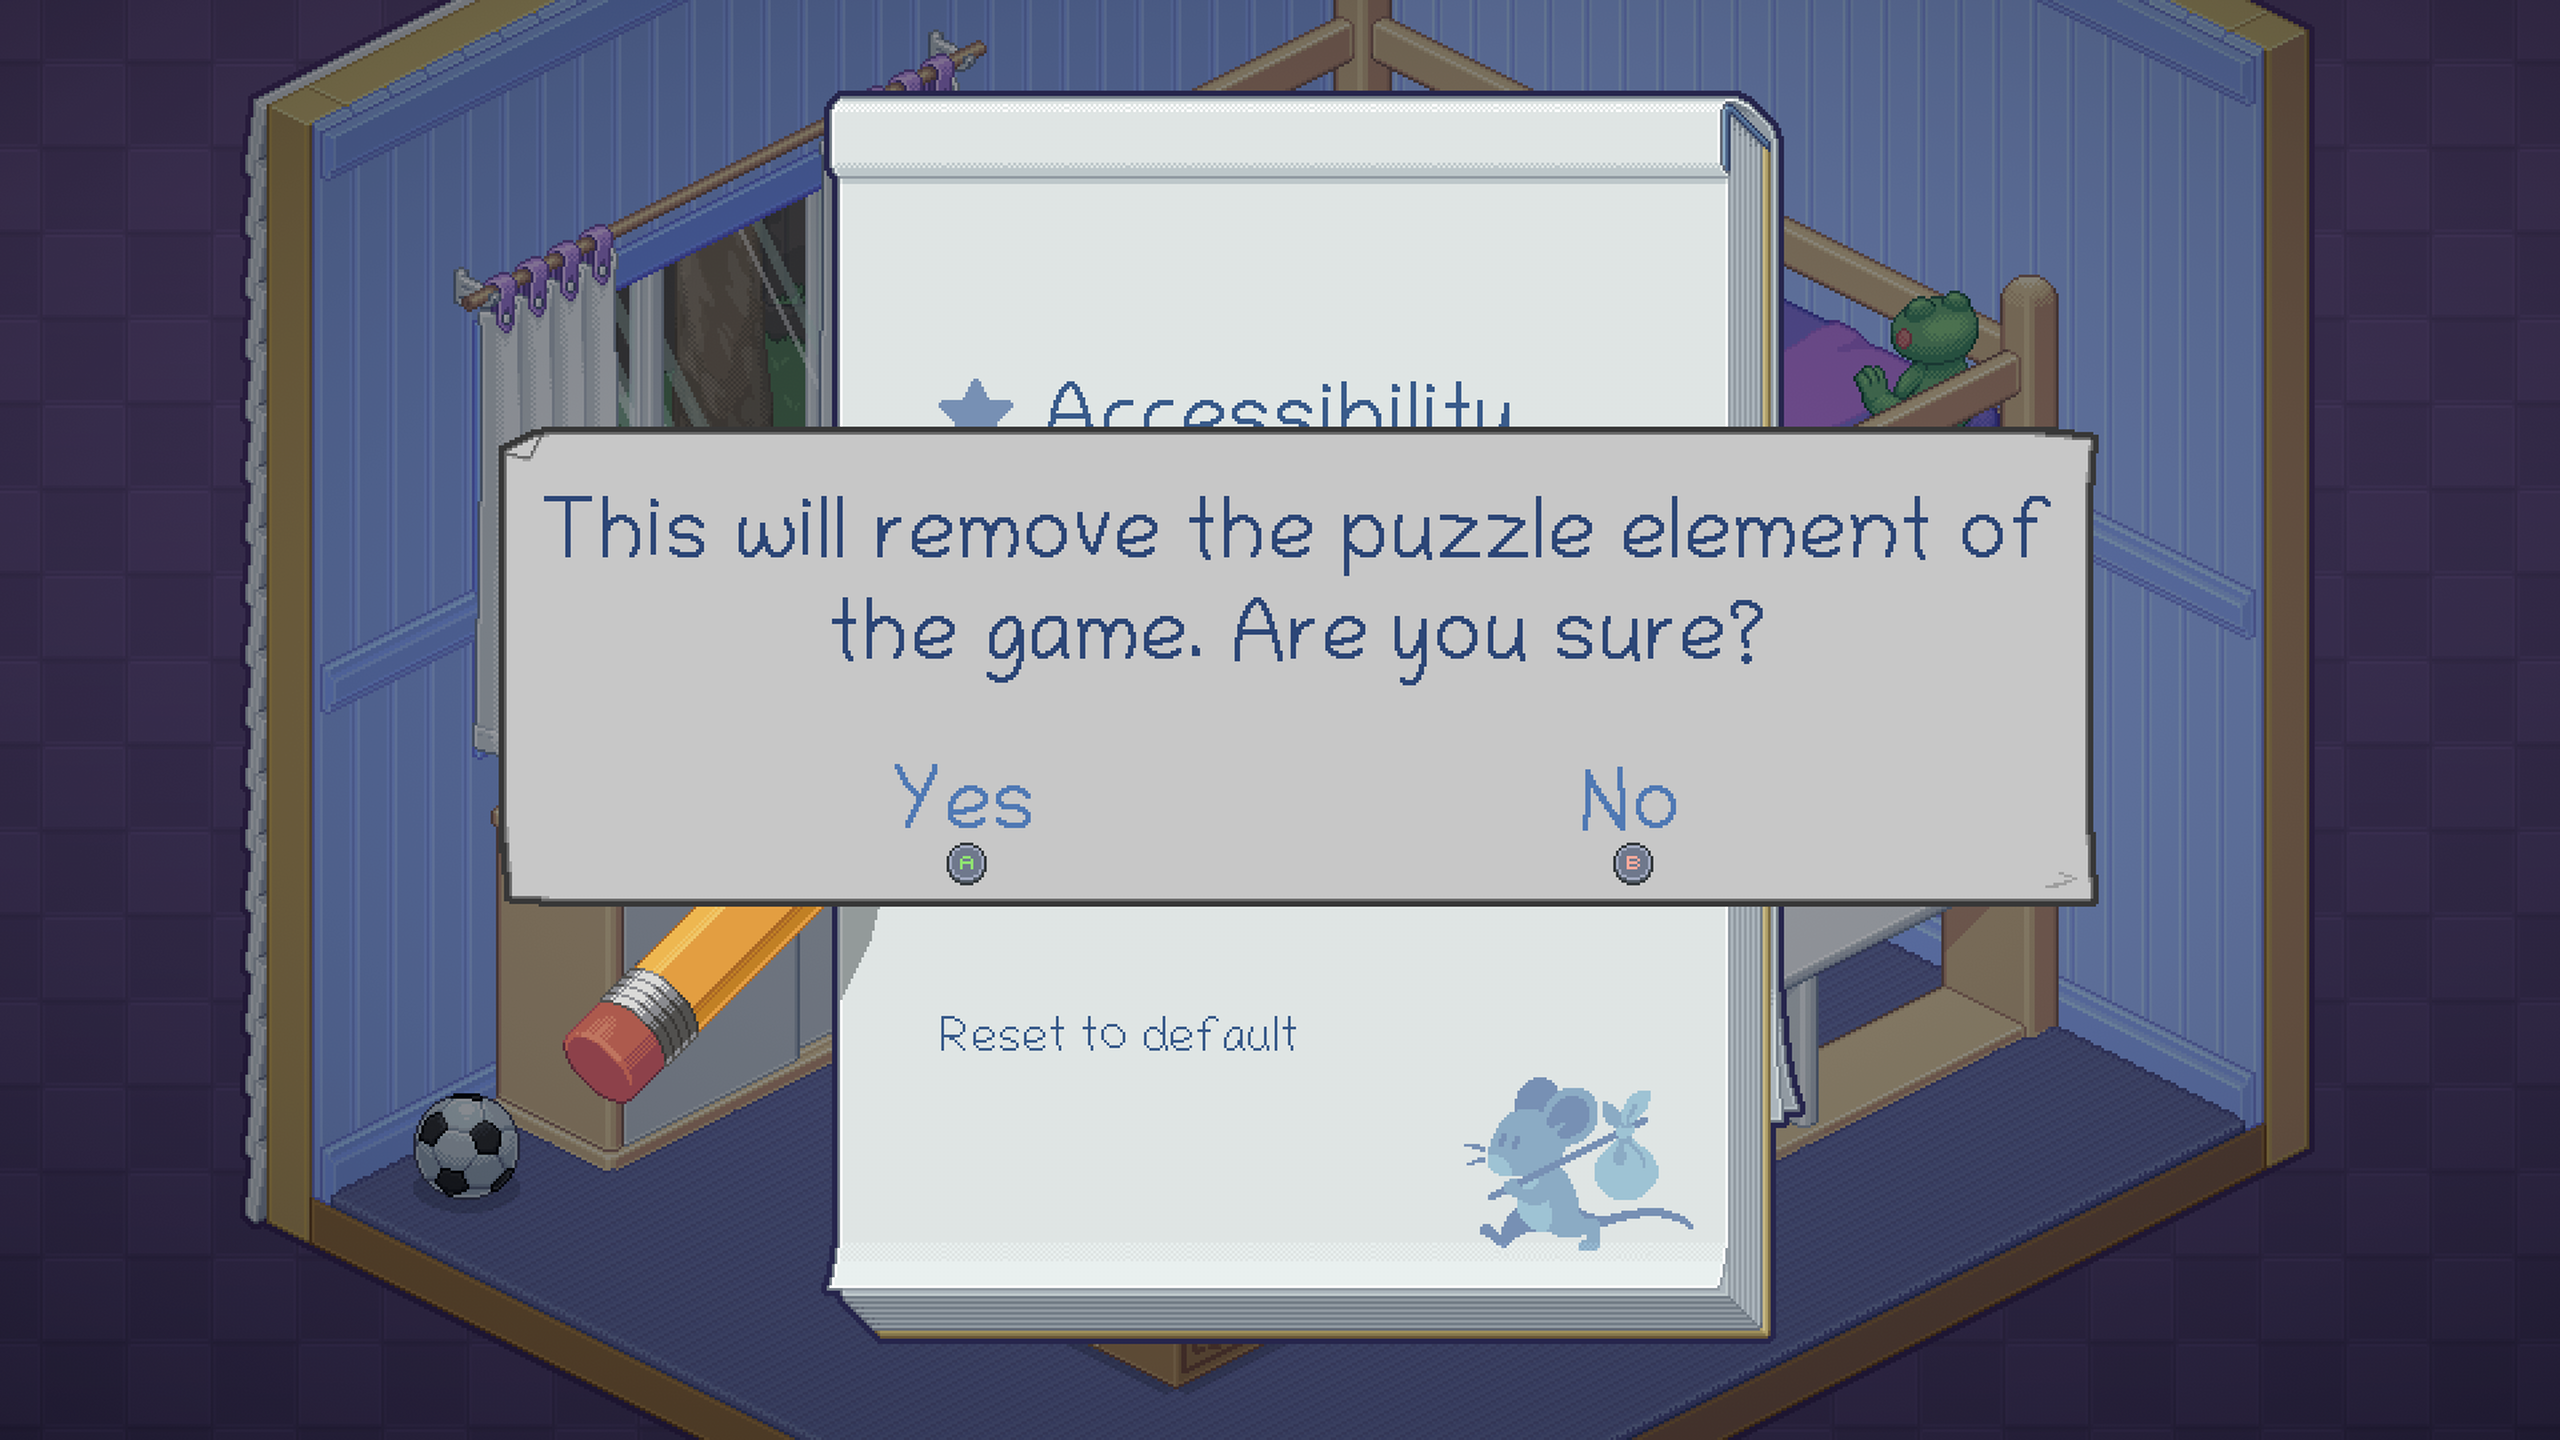 Accessibility
This will remove the puzzle element of
the game. Are you sure?
Yes No
A B
Reset to default